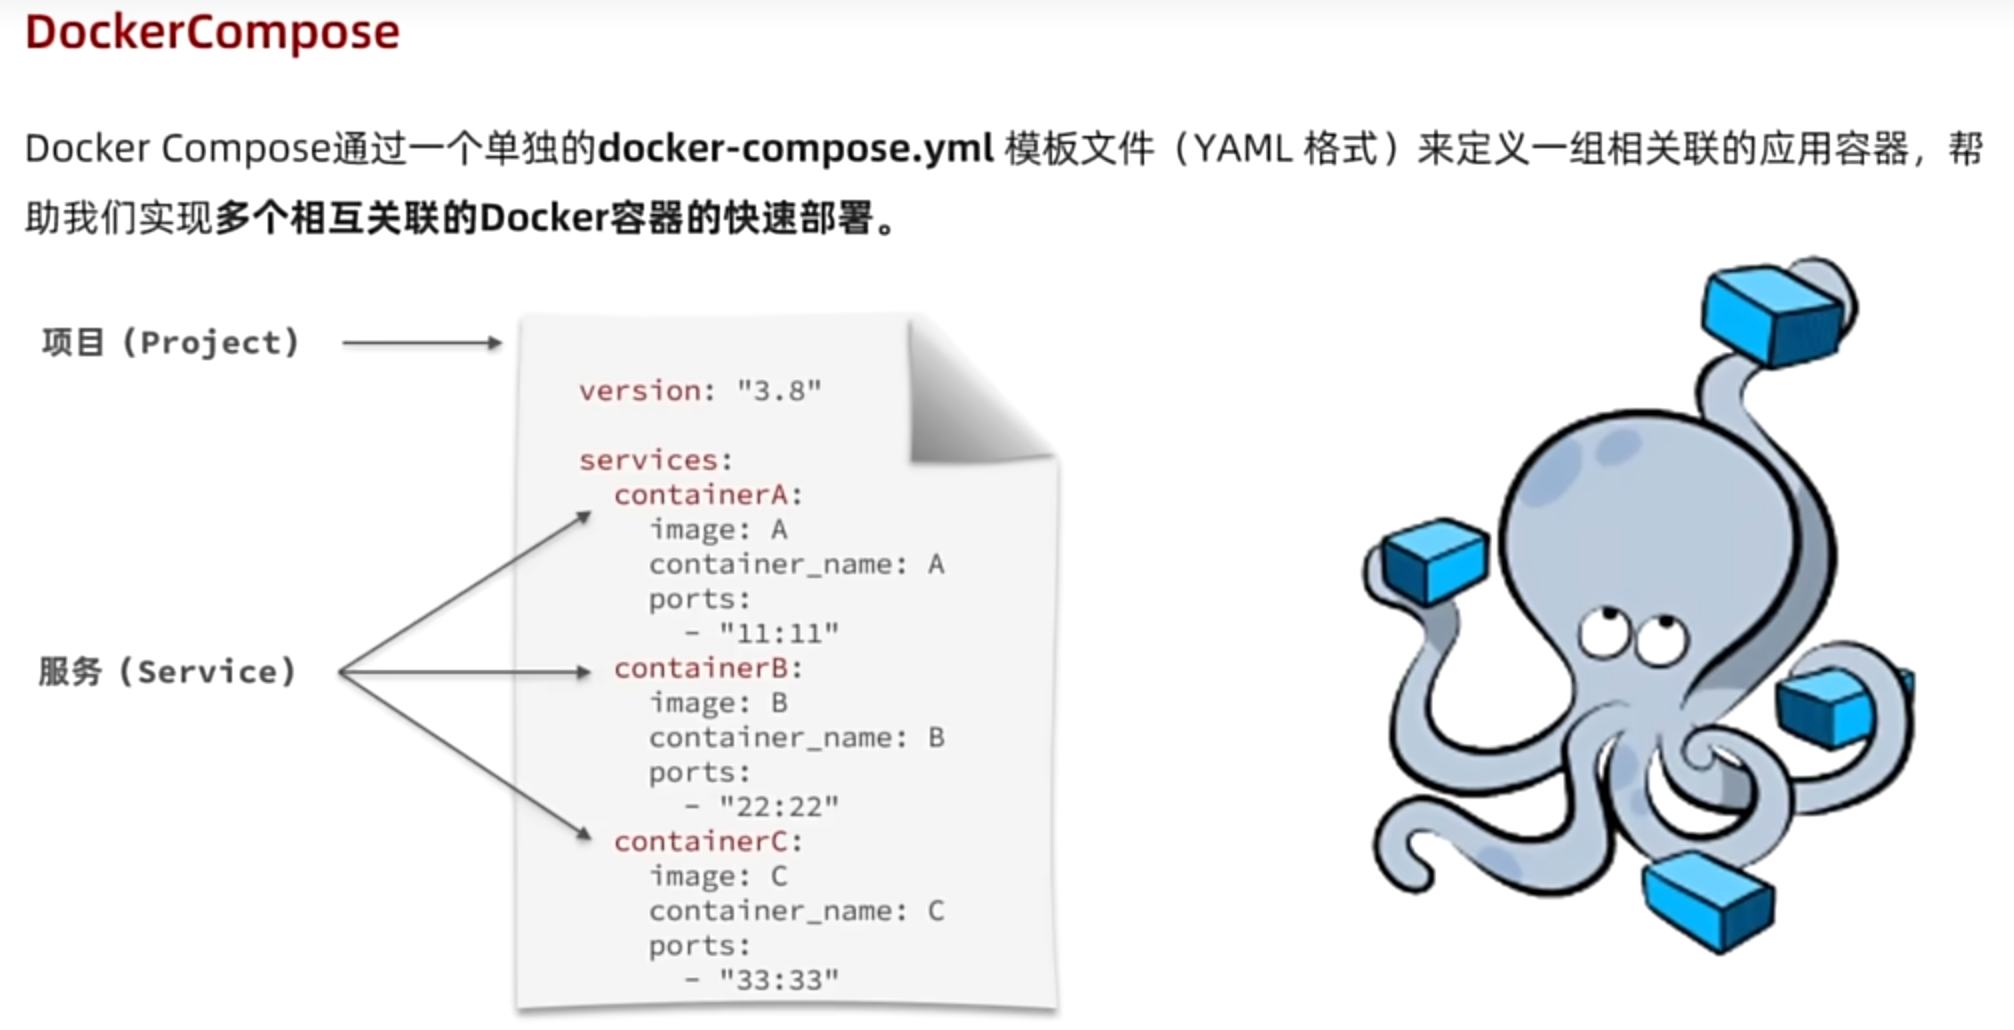 DockerCompose
Docker Compose通过一个单独的docker-compose.yml 模板文件（YAML 格式）来定义一组相关联的应用容器，帮
助我们实现多个相互关联的Docker容器的快速部署。
项目（Project）
version: "3.8"
services:
containerA:
image: A
container_name: A
ports:
- "11:11"
服务（Service）
containerB:
image: B
container_name: B
ports:
- "22:22"
containerC:
image: C
container_name: C
ports:
- "33:33"